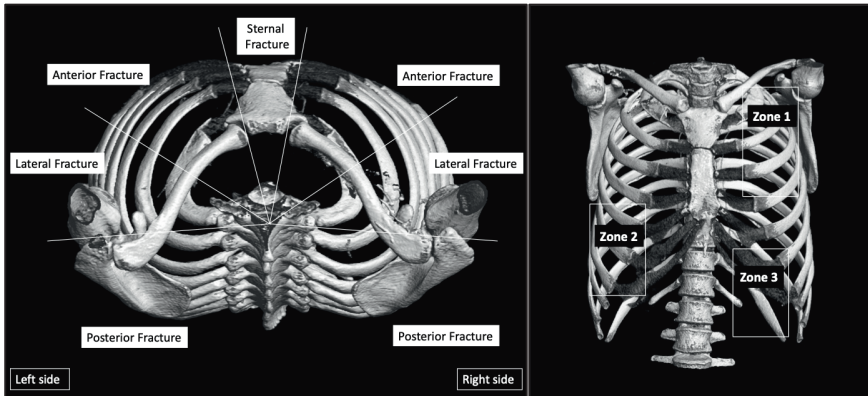 Sternal
Fracture
Anterior Fracture
Anterior Fracture
Lateral Fracture
Lateral Fracture
Posterior Fracture
Posterior Fracture
Left side
Right side
Zone 1
Zone 2
Zone 3